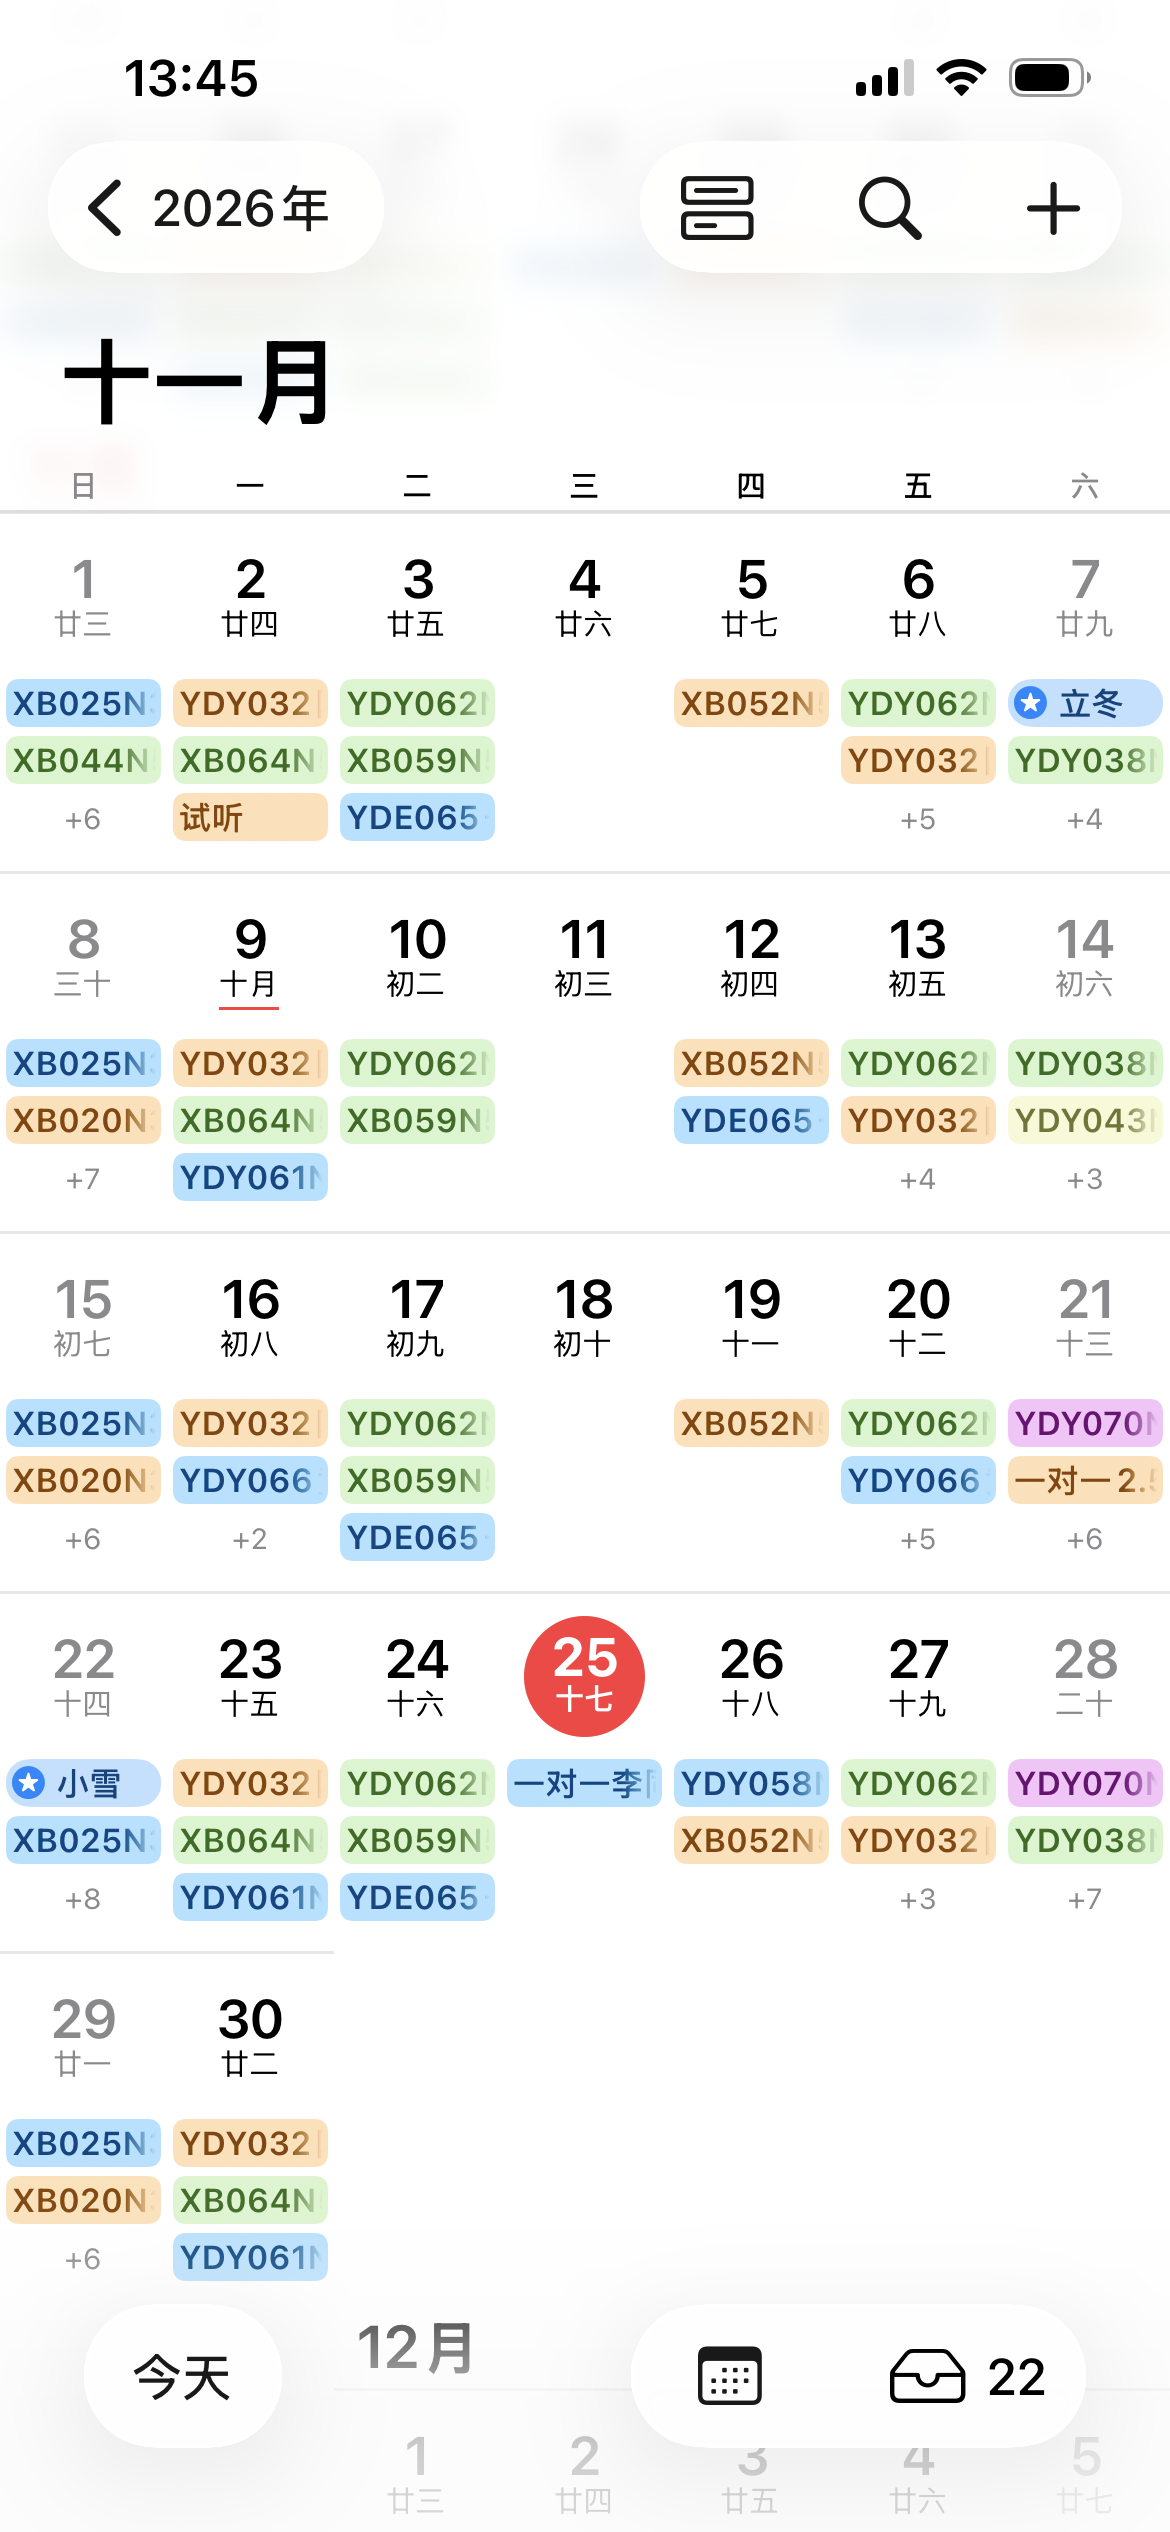 13:45
2026年
十一月
日 一 二 三 四 五 六
1 2 3 4 5 6 7
廿三 廿四 廿五 廿六 廿七 廿八 廿九
XB025N YDY032 YDY062 XB052N YDY062 立冬
XB044N XB064N XB059N YDY032 YDY038
+6 试听 YDE065 +5 +4
8 9 10 11 12 13 14
三十 十月 初二 初三 初四 初五 初六
XB025N YDY032 YDY062 XB052N YDY062 YDY038
XB020N XB064N XB059N YDE065 YDY032 YDY043
+7 YDY061N +4 +3
15 16 17 18 19 20 21
初七 初八 初九 初十 十一 十二 十三
XB025N YDY032 YDY062 XB052N YDY062 YDY070
XB020N YDY066 XB059N YDY066 一对一 2.5
+6 +2 YDE065 +5 +6
22 23 24 25 26 27 28
十四 十五 十六 十七 十八 十九 二十
小雪 YDY032 YDY062 一对一李 YDY058 YDY062 YDY070
XB025N XB064N XB059N XB052N YDY032 YDY038
+8 YDY061N YDE065 +3 +7
29 30
廿一 廿二
XB025N YDY032
XB020N XB064N
+6 YDY061N
12月
今天 22
1 2 3 4 5
廿三 廿四 廿五 廿六 廿七